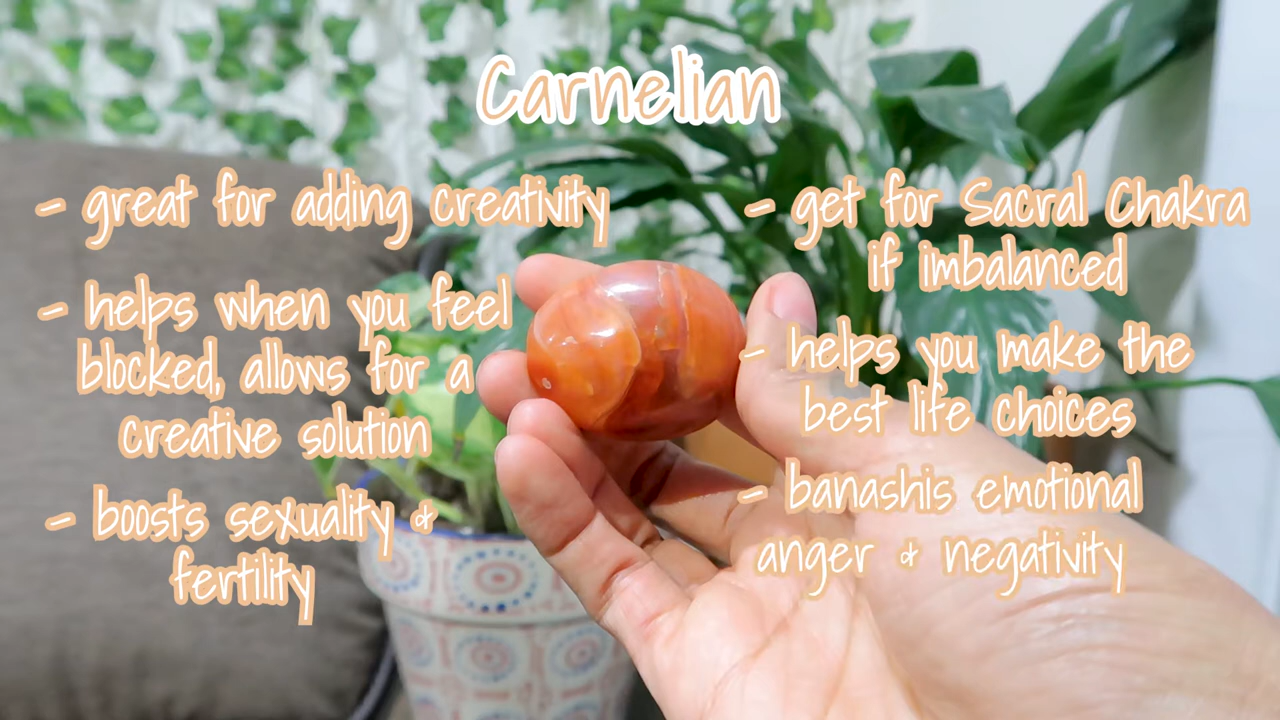 Carnelian
- great for adding creativity
- helps when you feel
blocked, allows for a
creative solution
- boosts sexuality &
fertility
- get for Sacral Chakra
if imbalanced
- helps you make the
best life choices
- banashis emotional
anger & negativity